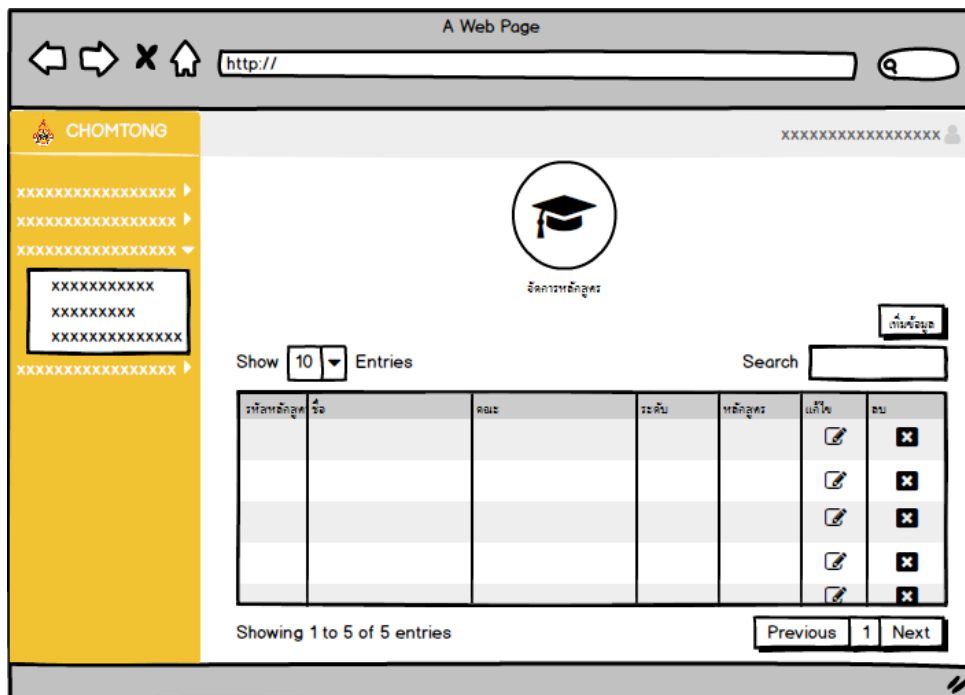 A Web Page
http://
CHOMTONG
xxxxxxxxxxxxxxxxx
xxxxxxxxxxxxxxxxx
xxxxxxxxxxxxxxxxx
xxxxxxxxxxxxxxxxx
xxxxxxxxxxx
xxxxxxxxx
xxxxxxxxxxxxxx
xxxxxxxxxxxxxxxxx
จัดการหลักสูตร
เพิ่มข้อมูล
Show 10 Entries Search
รหัสหลักสูตร ชื่อ คณะ ระดับ หลักสูตร แก้ไข ลบ
Showing 1 to 5 of 5 entries Previous 1 Next